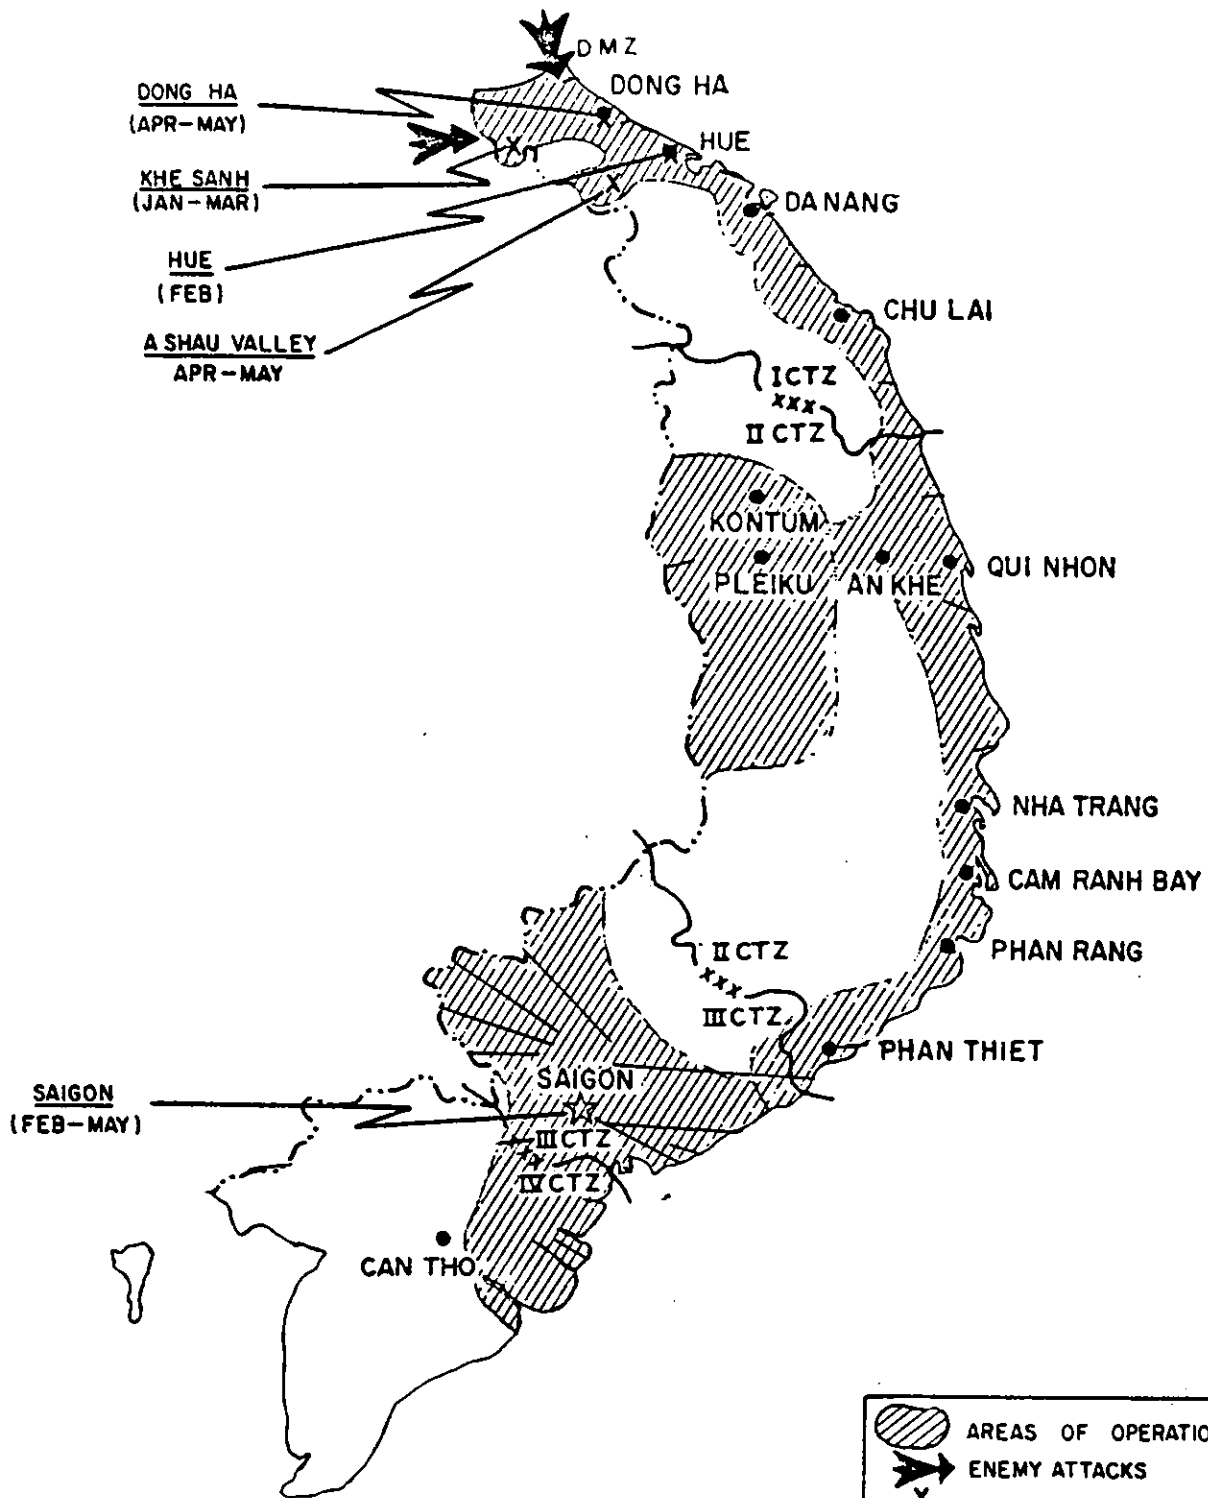 DMZ
DONG HA
DONG HA
(APR-MAY)
HUE
KHE SANH
(JAN-MAR)
DA NANG
HUE
(FEB)
CHU LAI
A SHAU VALLEY
APR-MAY
I CTZ
XXX
II CTZ
KONTUM
PLEIKU
AN KHE
QUI NHON
NHA TRANG
CAM RANH BAY
II CTZ
XXX
III CTZ
PHAN RANG
PHAN THIET
SAIGON
SAIGON
(FEB-MAY)
III CTZ
IV CTZ
CAN THO
AREAS OF OPERATIO
ENEMY ATTACKS